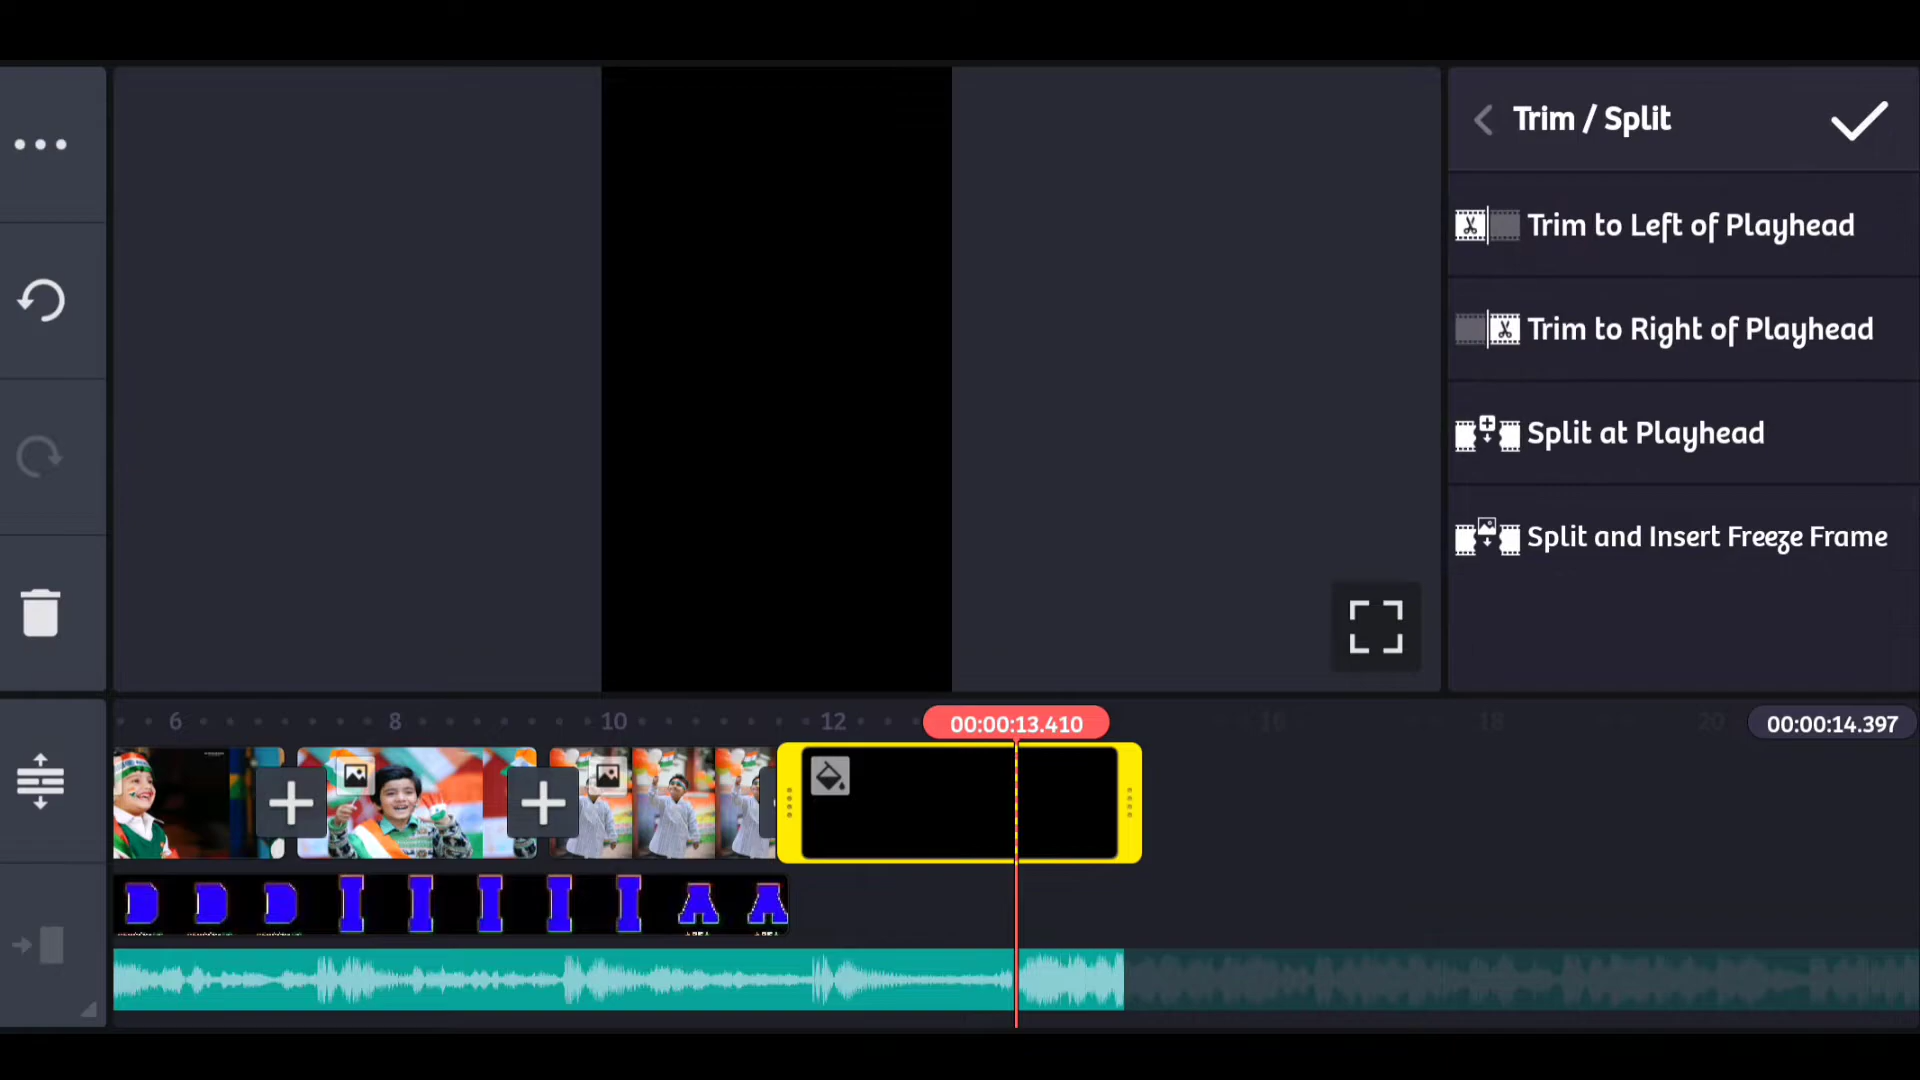 Trim / Split
Trim to Left of Playhead
Trim to Right of Playhead
Split at Playhead
Split and Insert Freeze Frame
6 8 10 12 00:00:13.410 16 18 20 00:00:14.397
D D D I I I I I A A